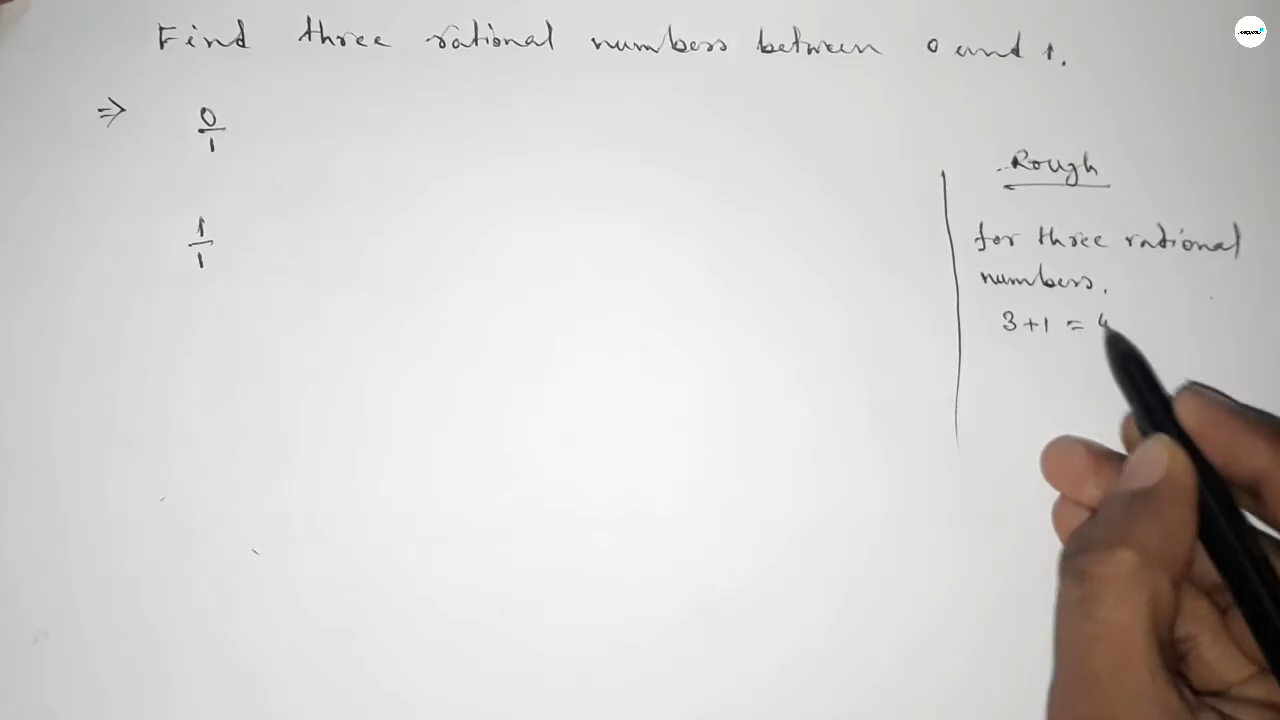 Find three rational numbers between 0 and 1.
⇒ 0/1
1/1
Rough
for three rational
numbers.
3+1 = 4